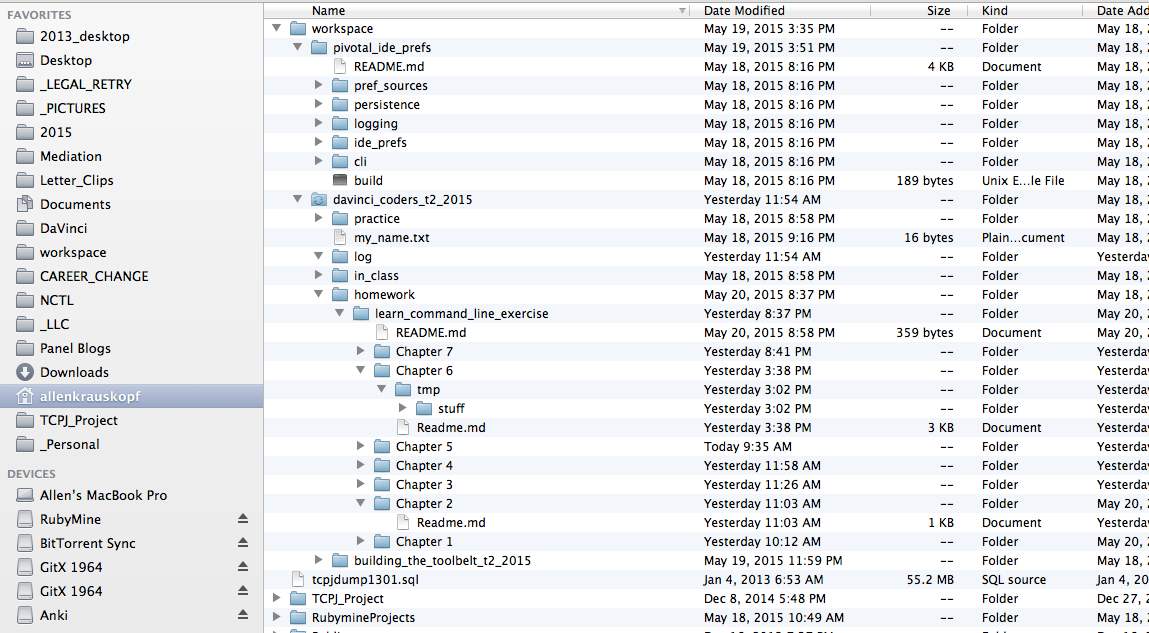 FAVORITES
2013_desktop
Desktop
_LEGAL_RETRY
_PICTURES
2015
Mediation
Letter_Clips
Documents
DaVinci
workspace
CAREER_CHANGE
NCTL
_LLC
Panel Blogs
Downloads
allenkrauskopf
TCPJ_Project
_Personal
DEVICES
Allen's MacBook Pro
RubyMine
BitTorrent Sync
GitX 1964
GitX 1964
Anki
Name Date Modified Size Kind Date Add
workspace May 19, 2015 3:35 PM -- Folder May 18,
pivotal_ide_prefs May 19, 2015 3:51 PM -- Folder May 18,
README.md May 18, 2015 8:16 PM 4 KB Document May 18,
pref_sources May 18, 2015 8:16 PM -- Folder May 18,
persistence May 18, 2015 8:16 PM -- Folder May 18,
logging May 18, 2015 8:16 PM -- Folder May 18,
ide_prefs May 18, 2015 8:16 PM -- Folder May 18,
cli May 18, 2015 8:16 PM -- Folder May 18,
build May 18, 2015 8:16 PM 189 bytes Unix E...le File May 18,
davinci_coders_t2_2015 Yesterday 11:54 AM -- Folder May 18,
practice May 18, 2015 8:58 PM -- Folder May 18,
my_name.txt May 18, 2015 9:16 PM 16 bytes Plain...cument May 18,
log Yesterday 11:54 AM -- Folder Yesterday
in_class May 18, 2015 8:58 PM -- Folder May 18,
homework May 20, 2015 8:37 PM -- Folder May 18,
learn_command_line_exercise Yesterday 8:37 PM -- Folder May 20,
README.md May 20, 2015 8:58 PM 359 bytes Document May 20,
Chapter 7 Yesterday 8:41 PM -- Folder Yesterday
Chapter 6 Yesterday 3:38 PM -- Folder Yesterday
tmp Yesterday 3:02 PM -- Folder Yesterday
stuff Yesterday 3:02 PM -- Folder Yesterday
Readme.md Yesterday 3:38 PM 3 KB Document Yesterday
Chapter 5 Today 9:35 AM -- Folder Yesterday
Chapter 4 Yesterday 11:58 AM -- Folder Yesterday
Chapter 3 Yesterday 11:26 AM -- Folder Yesterday
Chapter 2 Yesterday 11:03 AM -- Folder May 20,
Readme.md Yesterday 11:03 AM 1 KB Document Yesterday
Chapter 1 Yesterday 10:12 AM -- Folder May 20,
building_the_toolbelt_t2_2015 May 19, 2015 11:59 PM -- Folder May 18,
tcpjdump1301.sql Jan 4, 2013 6:53 AM 55.2 MB SQL source Jan 4, 20
TCPJ_Project Dec 8, 2014 5:48 PM -- Folder Dec 27, 2
RubymineProjects May 18, 2015 10:49 AM -- Folder May 18,